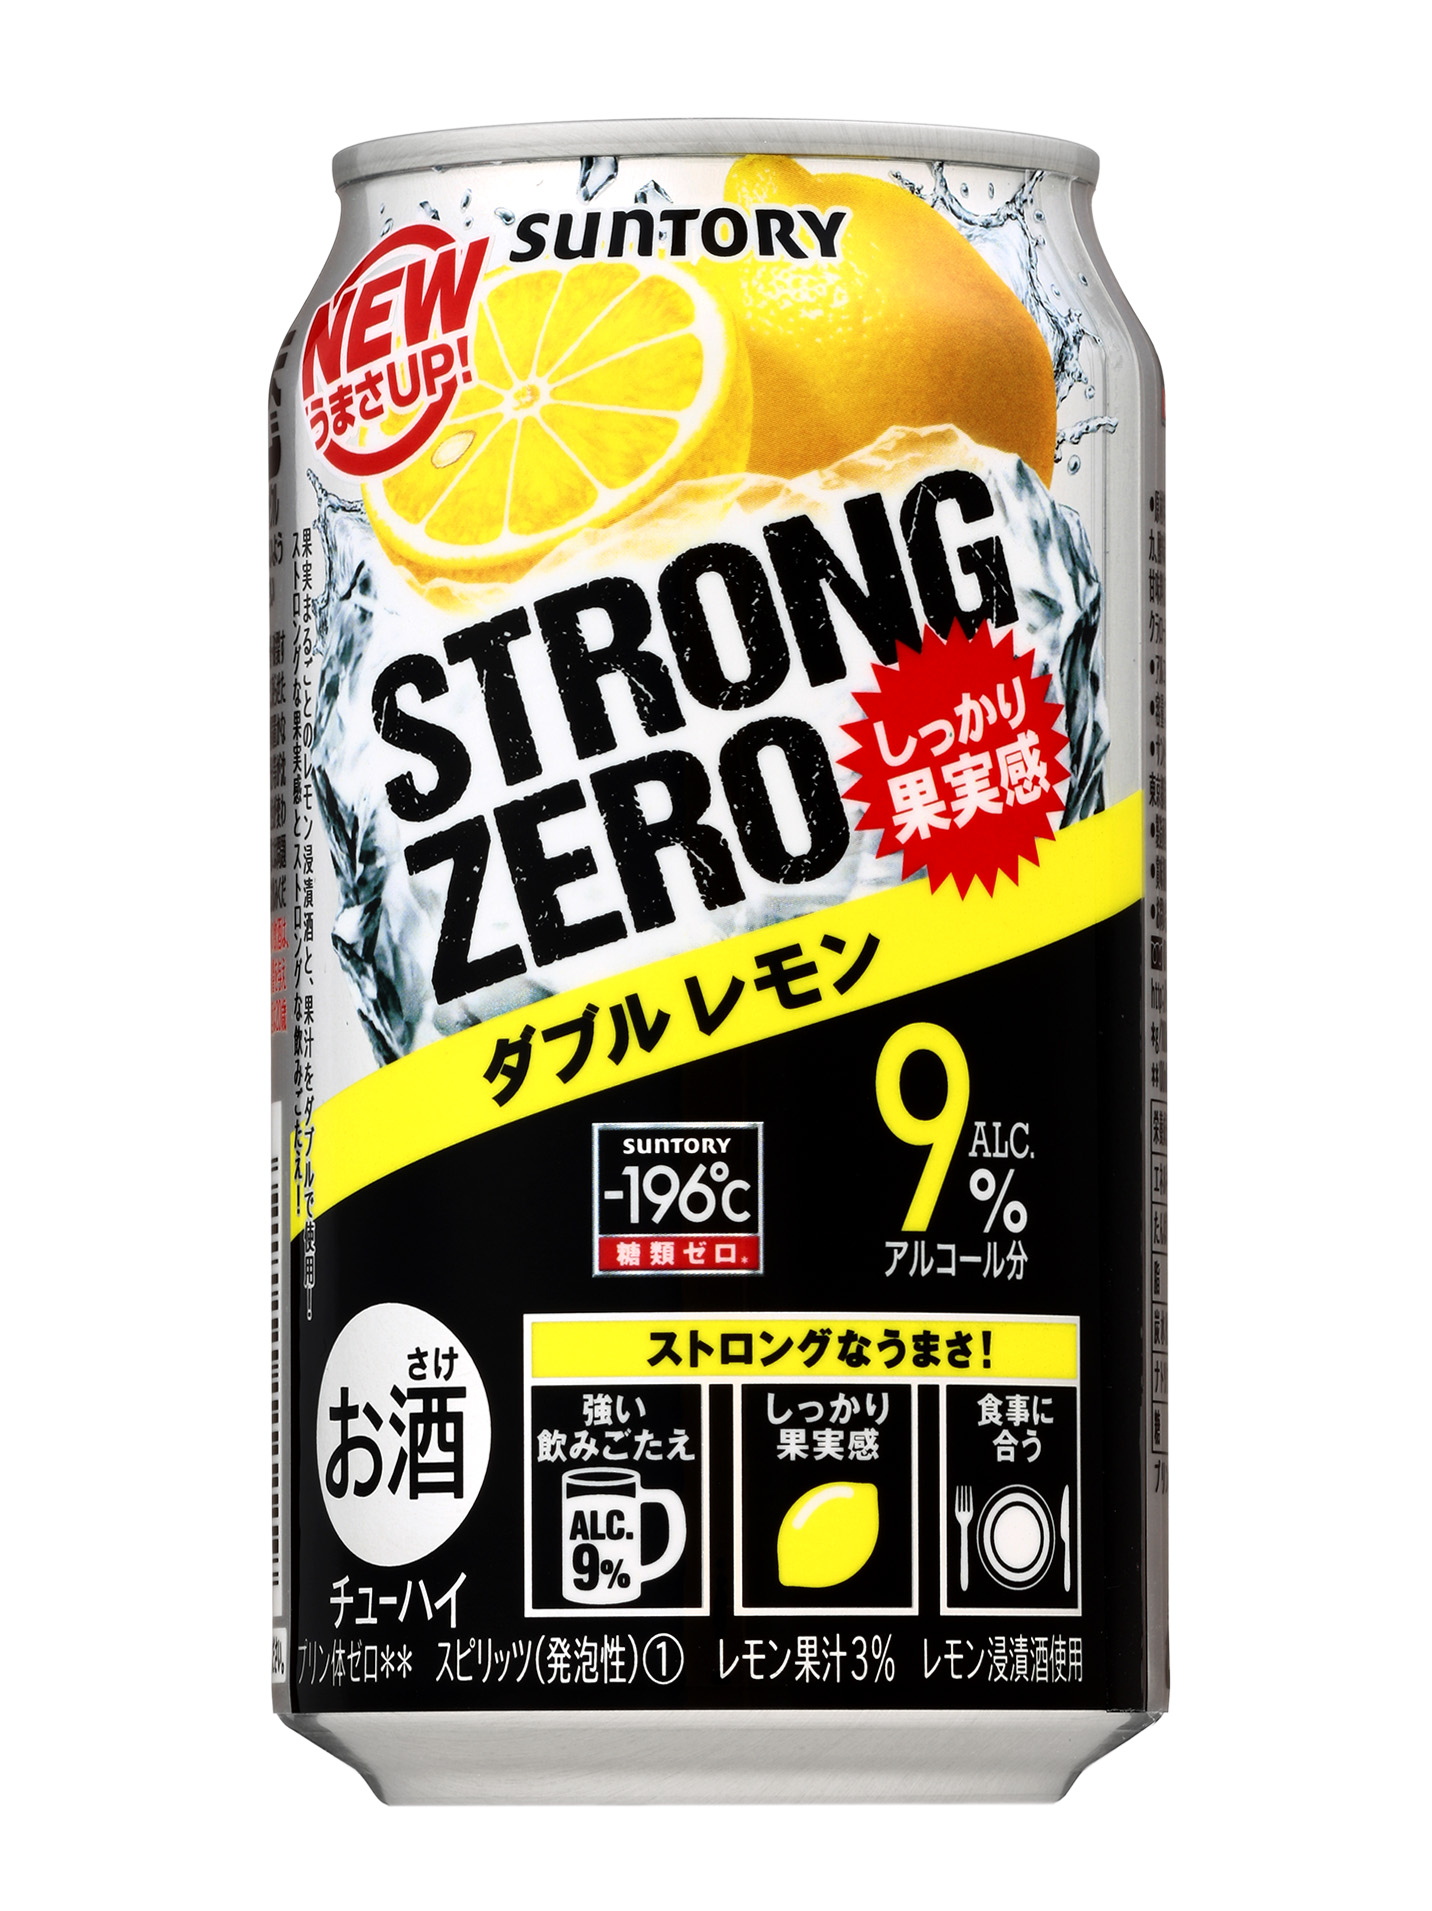 SUNTORY
NEW
うまさUP!
STRONG
ZERO
しっかり
果実感
ダブルレモン
果実まるごとのレモン浸漬酒と、果汁をダブルで使用！
ストロングな果実感とストロングな飲みごたえ！
SUNTORY
-196℃
糖類ゼロ*
9
ALC.
%
アルコール分
さけ
お酒
チューハイ
ストロングなうまさ!
強い
飲みごたえ
ALC.
9%
しっかり
果実感
食事に
合う
プリン体ゼロ** スピリッツ(発泡性)① レモン果汁3% レモン浸漬酒使用